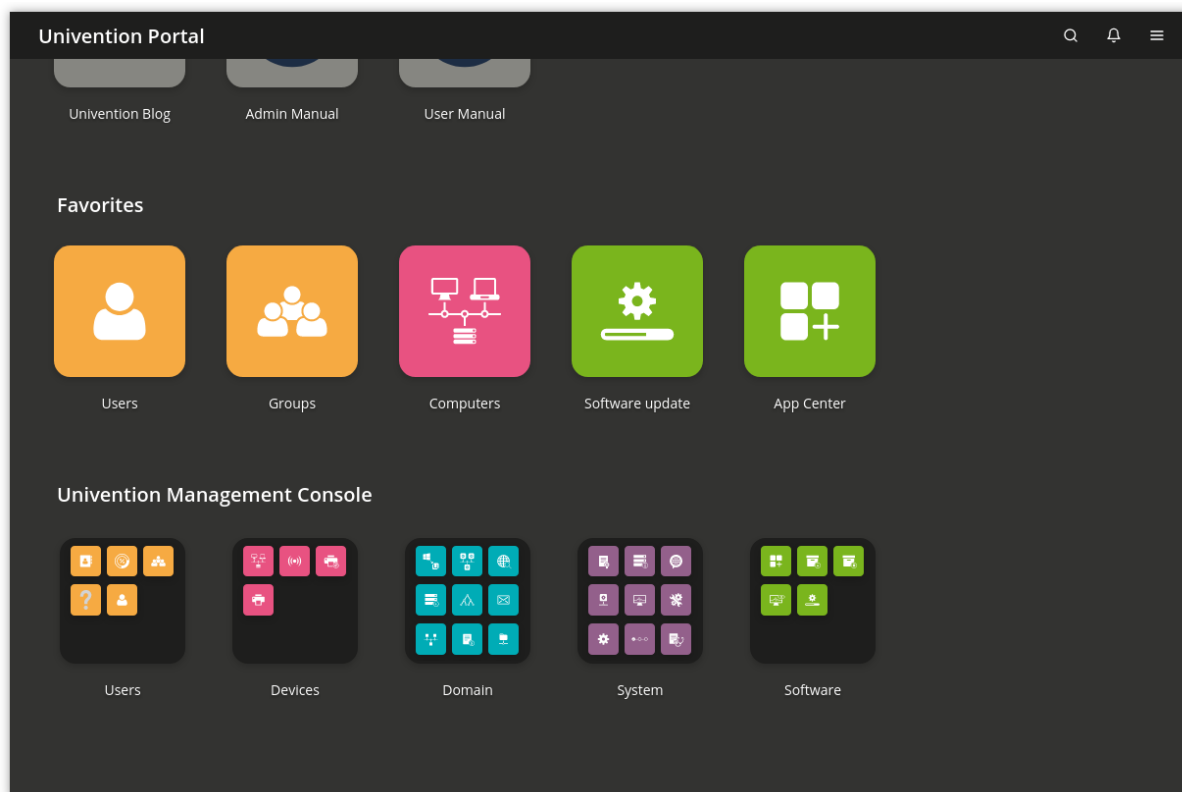 Univention Portal
Univention Blog
Admin Manual
User Manual
Favorites
Users
Groups
Computers
Software update
App Center
Univention Management Console
Users
Devices
Domain
System
Software